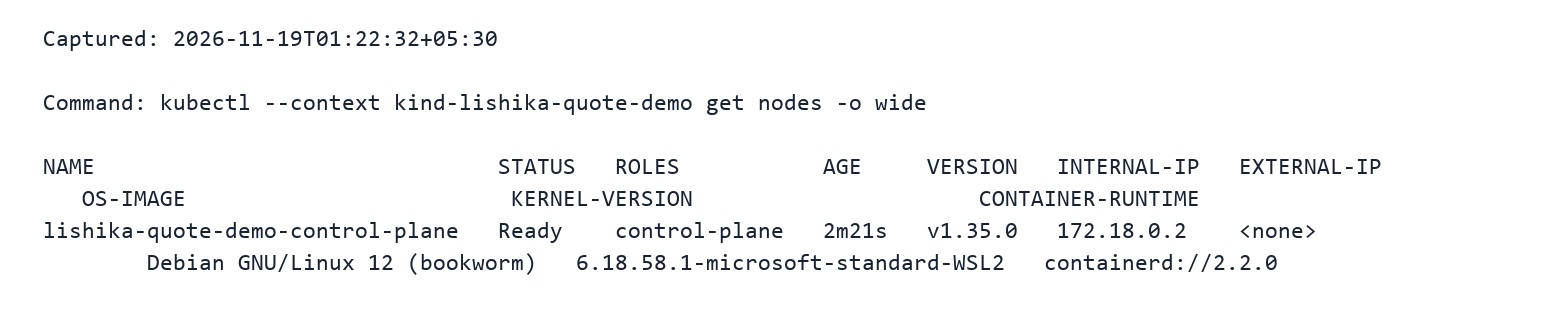 Captured: 2026-11-19T01:22:32+05:30
Command: kubectl --context kind-lishika-quote-demo get nodes -o wide
NAME                               STATUS   ROLES           AGE     VERSION   INTERNAL-IP   EXTERNAL-IP
   OS-IMAGE                         KERNEL-VERSION                      CONTAINER-RUNTIME
lishika-quote-demo-control-plane   Ready    control-plane   2m21s   v1.35.0   172.18.0.2    <none>
        Debian GNU/Linux 12 (bookworm)   6.18.58.1-microsoft-standard-WSL2   containerd://2.2.0